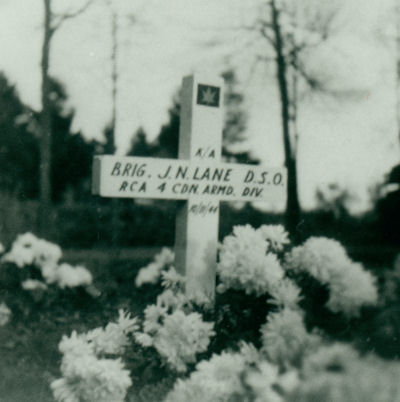 K/A
BRIG. J.N. LANE D.S.O.
RCA 4 CDN. ARMD. DIV.